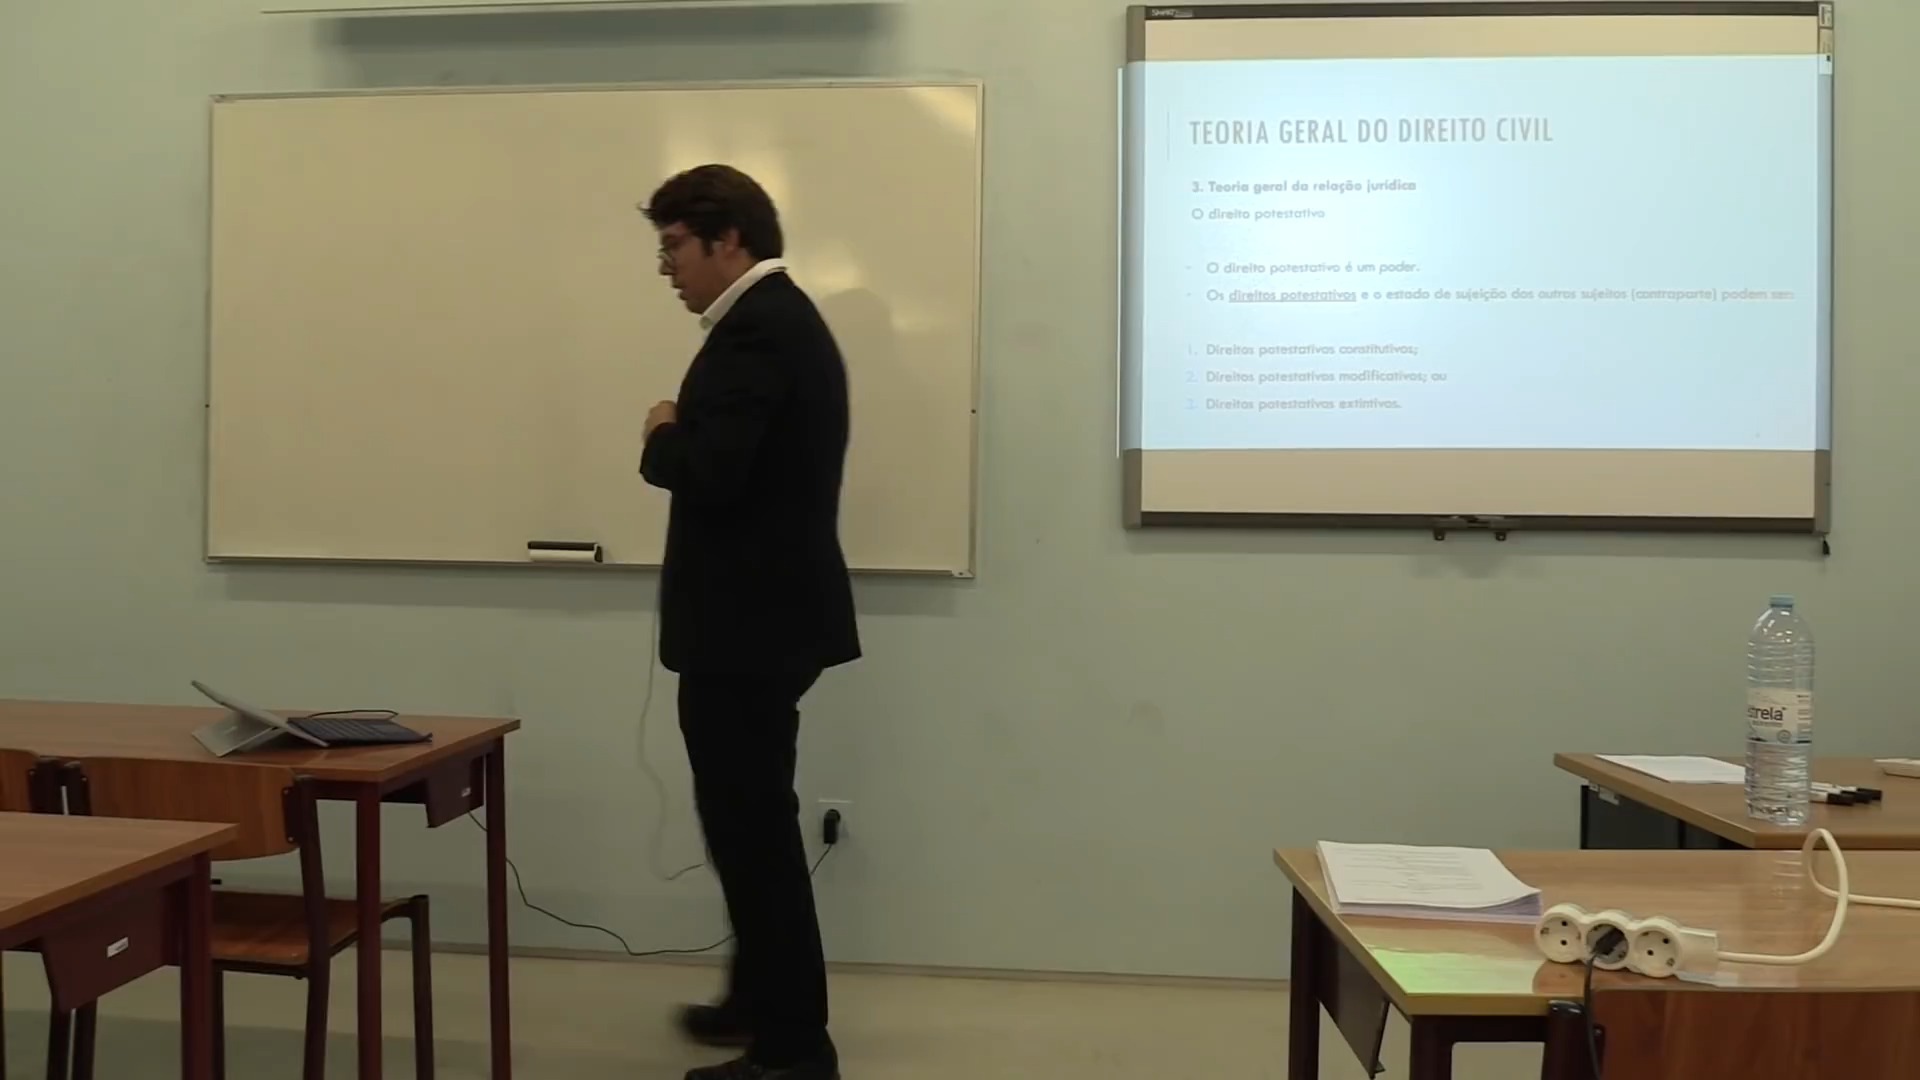 SMART
TEORIA GERAL DO DIREITO CIVIL
3. Teoria geral da relação jurídica
O direito potestativo
- O direito potestativo é um poder.
- Os direitos potestativos e o estado de sujeição dos outros sujeitos (contraparte) podem ser:
1. Direitos potestativos constitutivos;
2. Direitos potestativos modificativos; ou
3. Direitos potestativos extintivos.
strela